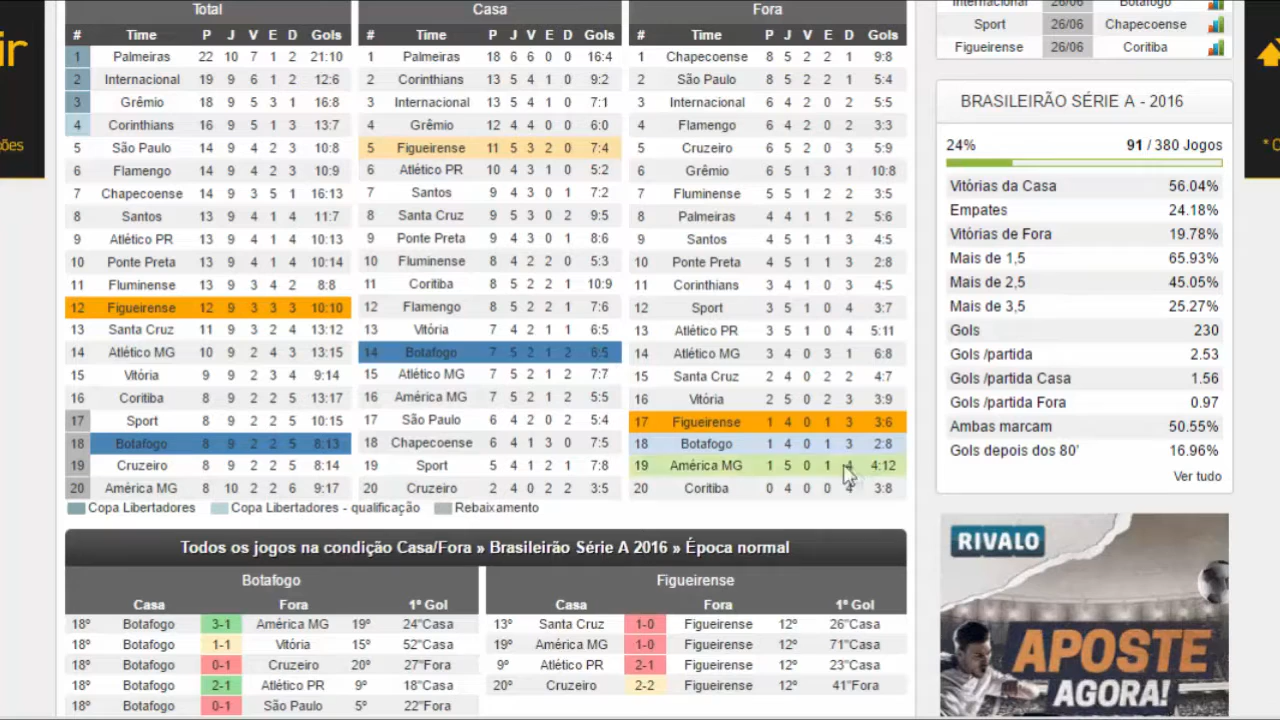 Total
# Time P J V E D Gols
1 Palmeiras 22 10 7 1 2 21:10
2 Internacional 19 9 6 1 2 12:6
3 Grêmio 18 9 5 3 1 16:8
4 Corinthians 16 9 5 1 3 13:7
5 São Paulo 14 9 4 2 3 10:8
6 Flamengo 14 9 4 2 3 10:9
7 Chapecoense 14 9 3 5 1 16:13
8 Santos 13 9 4 1 4 11:7
9 Atlético PR 13 9 4 1 4 10:13
10 Ponte Preta 13 9 4 1 4 10:14
11 Fluminense 13 9 3 4 2 8:8
12 Figueirense 12 9 3 3 3 10:10
13 Santa Cruz 11 9 3 2 4 13:12
14 Atlético MG 10 9 2 4 3 13:15
15 Vitória 9 9 2 3 4 9:14
16 Coritiba 8 9 2 2 5 13:17
17 Sport 8 9 2 2 5 10:15
18 Botafogo 8 9 2 2 5 8:13
19 Cruzeiro 8 9 2 2 5 8:14
20 América MG 8 10 2 2 6 9:17
Casa
# Time P J V E D Gols
1 Palmeiras 18 6 6 0 0 16:4
2 Corinthians 13 5 4 1 0 9:2
3 Internacional 13 5 4 1 0 7:1
4 Grêmio 12 4 4 0 0 6:0
5 Figueirense 11 5 3 2 0 7:4
6 Atlético PR 10 4 3 1 0 5:2
7 Santos 9 4 3 0 1 7:2
8 Santa Cruz 9 5 3 0 2 9:5
9 Ponte Preta 9 4 3 0 1 8:6
10 Fluminense 8 4 2 2 0 5:3
11 Coritiba 8 5 2 2 1 10:9
12 Flamengo 8 5 2 2 1 7:6
13 Vitória 7 4 2 1 1 6:5
14 Botafogo 7 5 2 1 2 6:5
15 Atlético MG 7 5 2 1 2 7:7
16 América MG 7 5 2 1 2 5:5
17 São Paulo 6 4 2 0 2 5:4
18 Chapecoense 6 4 1 3 0 7:5
19 Sport 5 4 1 2 1 7:8
20 Cruzeiro 2 4 0 2 2 3:5
Fora
# Time P J V E D Gols
1 Chapecoense 8 5 2 2 1 9:8
2 São Paulo 8 5 2 2 1 5:4
3 Internacional 6 4 2 0 2 5:5
4 Flamengo 6 4 2 0 2 3:3
5 Cruzeiro 6 5 2 0 3 5:9
6 Grêmio 6 5 1 3 1 10:8
7 Fluminense 5 5 1 2 2 3:5
8 Palmeiras 4 4 1 1 2 5:6
9 Santos 4 5 1 1 3 4:5
10 Ponte Preta 4 5 1 1 3 2:8
11 Corinthians 3 4 1 0 3 4:5
12 Sport 3 5 1 0 4 3:7
13 Atlético PR 3 5 1 0 4 5:11
14 Atlético MG 3 4 0 3 1 6:8
15 Santa Cruz 2 4 0 2 2 4:7
16 Vitória 2 5 0 2 3 3:9
17 Figueirense 1 4 0 1 3 3:6
18 Botafogo 1 4 0 1 3 2:8
19 América MG 1 5 0 1 4 4:12
20 Coritiba 0 4 0 0 4 3:8
Copa Libertadores Copa Libertadores - qualificação Rebaixamento
Todos os jogos na condição Casa/Fora » Brasileirão Série A 2016 » Época normal
Botafogo
Casa Fora 1º Gol
18º Botafogo 3-1 América MG 19º 24''Casa
18º Botafogo 1-1 Vitória 15º 52''Casa
18º Botafogo 0-1 Cruzeiro 20º 27''Fora
18º Botafogo 2-1 Atlético PR 9º 18''Casa
18º Botafogo 0-1 São Paulo 5º 22''Fora
Figueirense
Casa Fora 1º Gol
13º Santa Cruz 1-0 Figueirense 12º 26''Casa
19º América MG 1-0 Figueirense 12º 71''Casa
9º Atlético PR 2-1 Figueirense 12º 23''Casa
20º Cruzeiro 2-2 Figueirense 12º 41''Fora
Internacional 26/06 Botafogo
Sport 26/06 Chapecoense
Figueirense 26/06 Coritiba
BRASILEIRÃO SÉRIE A - 2016
24% 91 / 380 Jogos
Vitórias da Casa 56.04%
Empates 24.18%
Vitórias de Fora 19.78%
Mais de 1,5 65.93%
Mais de 2,5 45.05%
Mais de 3,5 25.27%
Gols 230
Gols /partida 2.53
Gols /partida Casa 1.56
Gols /partida Fora 0.97
Ambas marcam 50.55%
Gols depois dos 80' 16.96%
Ver tudo
RIVALO
APOSTE
AGORA!